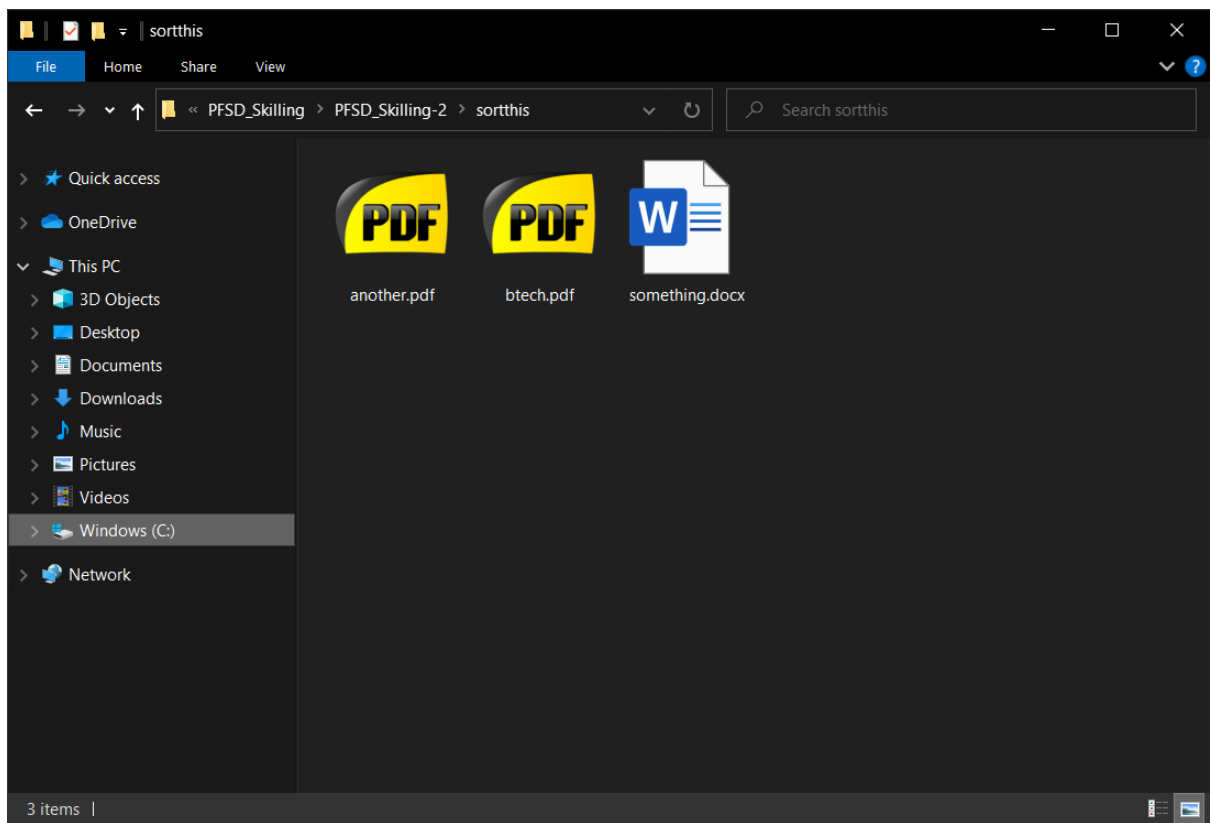 sortthis
File Home Share View
?
« PFSD_Skilling > PFSD_Skilling-2 > sortthis
Search sortthis
Quick access
OneDrive
This PC
3D Objects
Desktop
Documents
Downloads
Music
Pictures
Videos
Windows (C:)
Network
PDF PDF W
another.pdf btech.pdf something.docx
3 items